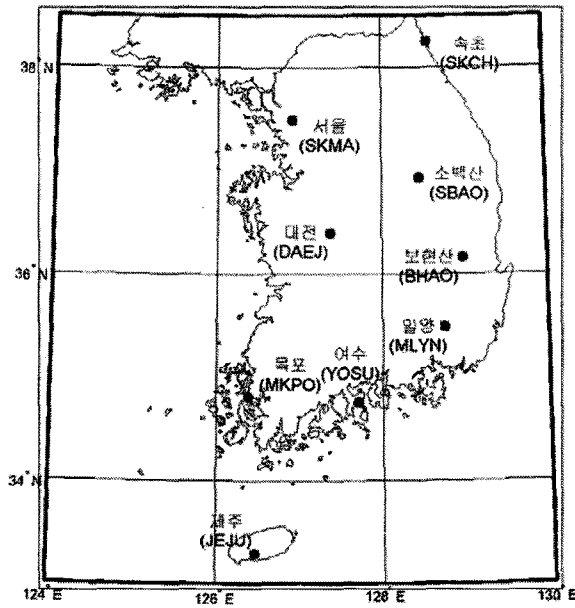 속초
(SKCH)
38°N
서울
(SKMA)
소백산
(SBAO)
대전
(DAEJ)
보현산
(BHAO)
36°N
밀양
(MLYN)
목포
(MKPO)
여수
(YOSU)
34°N
제주
(JEJU)
124°E
126°E
128°E
130°E